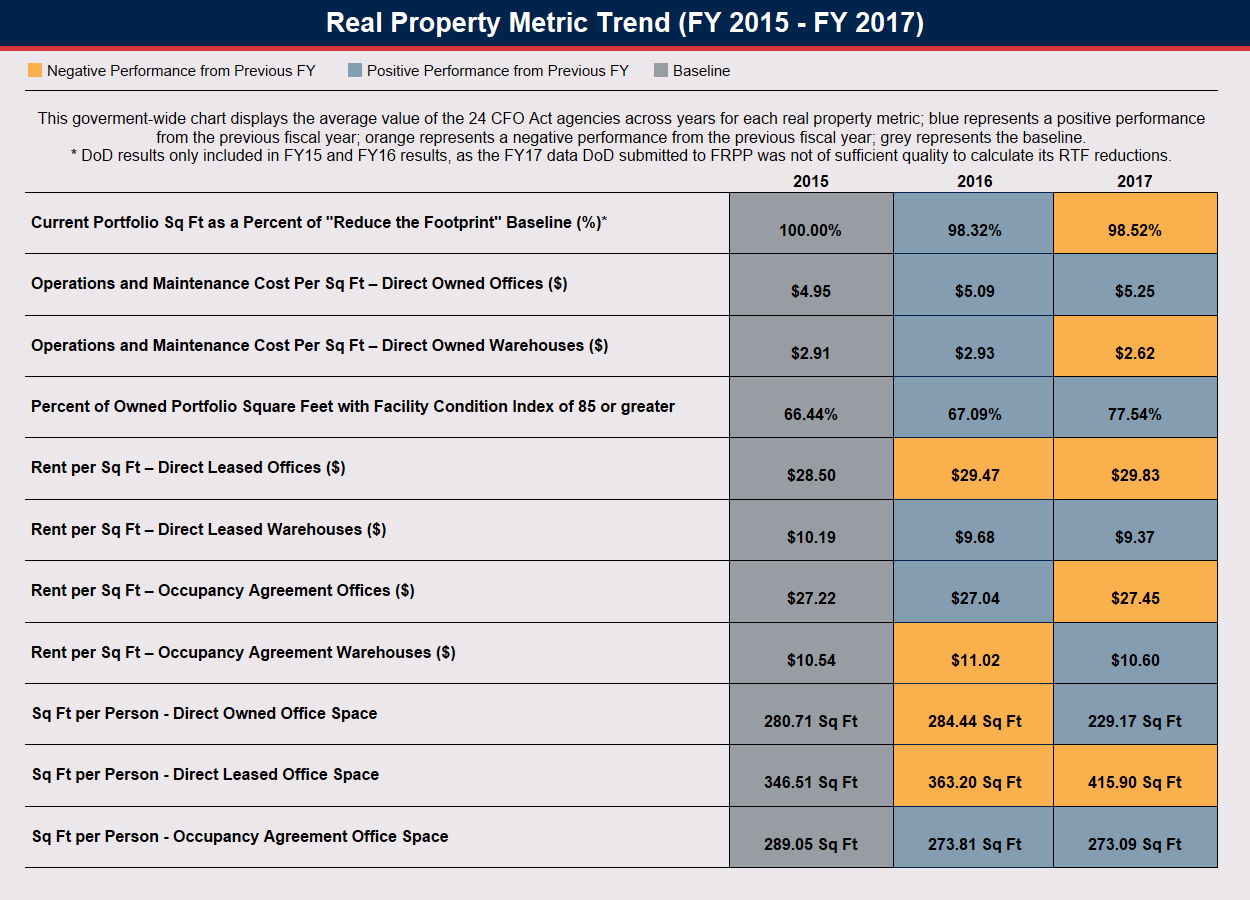 Real Property Metric Trend (FY 2015 - FY 2017)
Negative Performance from Previous FY Positive Performance from Previous FY Baseline
This goverment-wide chart displays the average value of the 24 CFO Act agencies across years for each real property metric; blue represents a positive performance
from the previous fiscal year; orange represents a negative performance from the previous fiscal year; grey represents the baseline.
* DoD results only included in FY15 and FY16 results, as the FY17 data DoD submitted to FRPP was not of sufficient quality to calculate its RTF reductions.
2015 2016 2017
Current Portfolio Sq Ft as a Percent of "Reduce the Footprint" Baseline (%)* 100.00% 98.32% 98.52%
Operations and Maintenance Cost Per Sq Ft – Direct Owned Offices ($) $4.95 $5.09 $5.25
Operations and Maintenance Cost Per Sq Ft – Direct Owned Warehouses ($) $2.91 $2.93 $2.62
Percent of Owned Portfolio Square Feet with Facility Condition Index of 85 or greater 66.44% 67.09% 77.54%
Rent per Sq Ft – Direct Leased Offices ($) $28.50 $29.47 $29.83
Rent per Sq Ft – Direct Leased Warehouses ($) $10.19 $9.68 $9.37
Rent per Sq Ft – Occupancy Agreement Offices ($) $27.22 $27.04 $27.45
Rent per Sq Ft – Occupancy Agreement Warehouses ($) $10.54 $11.02 $10.60
Sq Ft per Person - Direct Owned Office Space 280.71 Sq Ft 284.44 Sq Ft 229.17 Sq Ft
Sq Ft per Person - Direct Leased Office Space 346.51 Sq Ft 363.20 Sq Ft 415.90 Sq Ft
Sq Ft per Person - Occupancy Agreement Office Space 289.05 Sq Ft 273.81 Sq Ft 273.09 Sq Ft